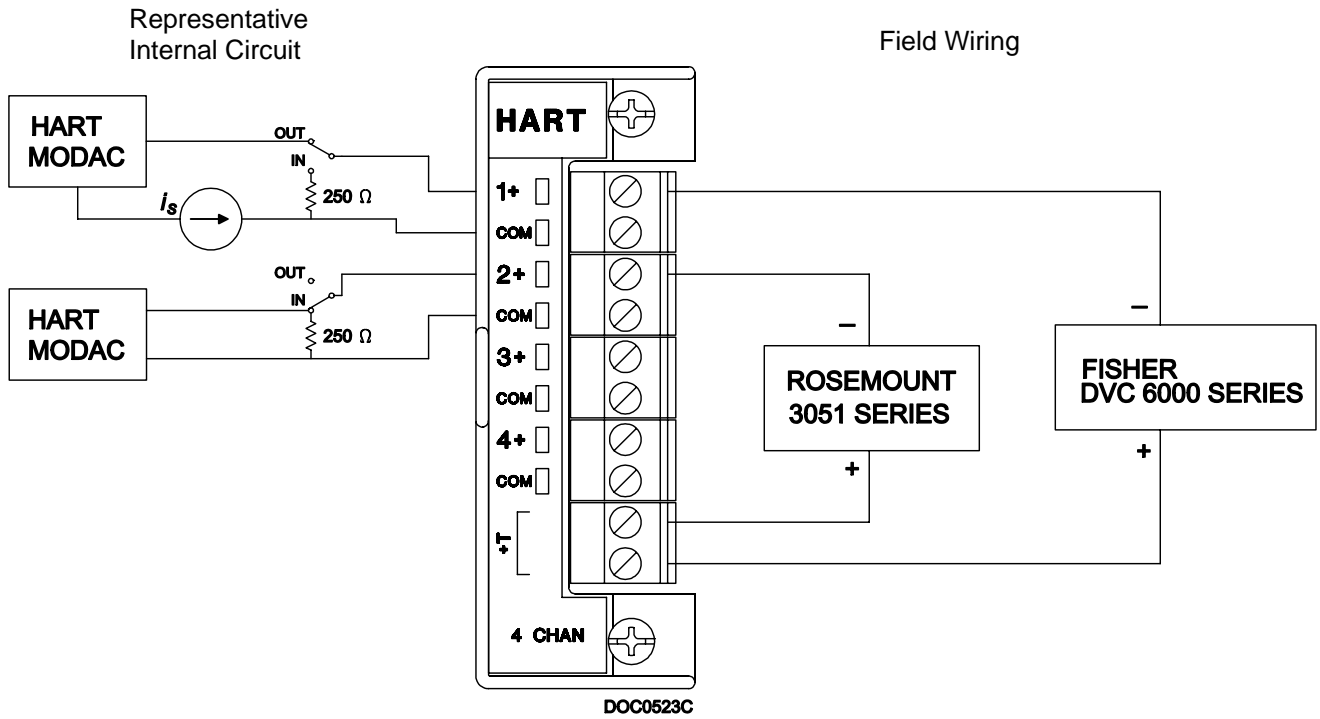 Representative
Internal Circuit
Field Wiring
HART
MODAC
OUT
IN
250 Ω
is
HART
MODAC
OUT
IN
250 Ω
HART
1+
COM
2+
COM
3+
COM
4+
COM
+T
4 CHAN
−
ROSEMOUNT
3051 SERIES
+
−
FISHER
DVC 6000 SERIES
+
DOC0523C